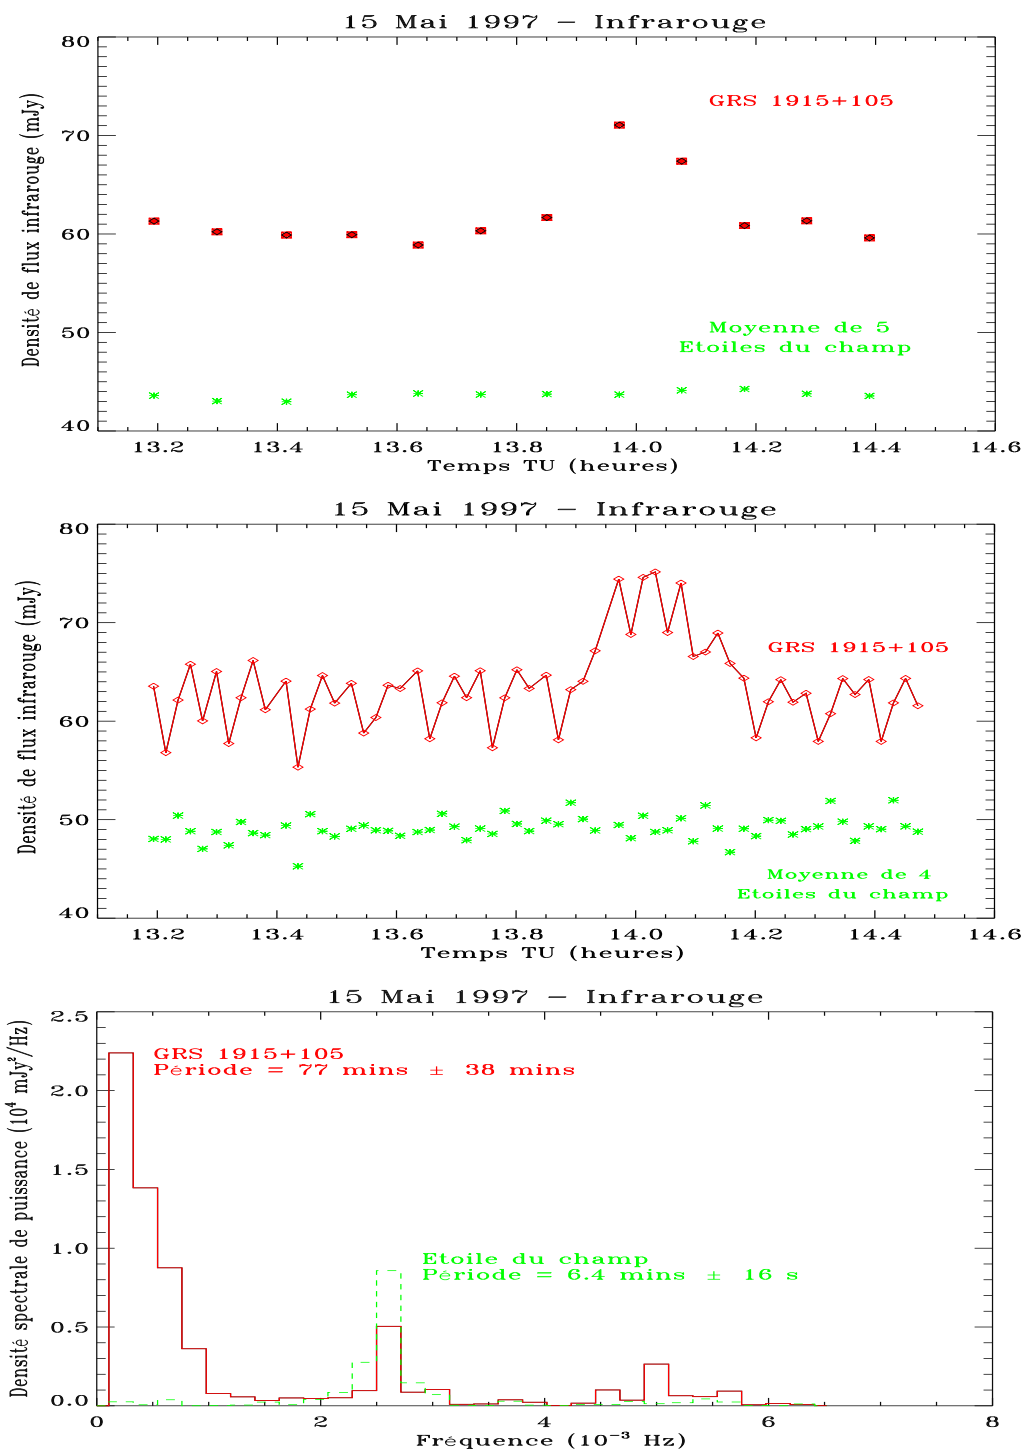 15 Mai 1997 – Infrarouge
80
70
60
50
40
Densité de flux infrarouge (mJy)
GRS 1915+105
Moyenne de 5
Etoiles du champ
13.2 13.4 13.6 13.8 14.0 14.2 14.4 14.6
Temps TU (heures)
15 Mai 1997 – Infrarouge
80
70
60
50
40
Densité de flux infrarouge (mJy)
GRS 1915+105
Moyenne de 4
Etoiles du champ
13.2 13.4 13.6 13.8 14.0 14.2 14.4 14.6
Temps TU (heures)
15 Mai 1997 – Infrarouge
2.5
2.0
1.5
1.0
0.5
0.0
Densité spectrale de puissance (10⁴ mJy²/Hz)
GRS 1915+105
Période = 77 mins ± 38 mins
Etoile du champ
Période = 6.4 mins ± 16 s
0 2 4 6 8
Fréquence (10⁻³ Hz)